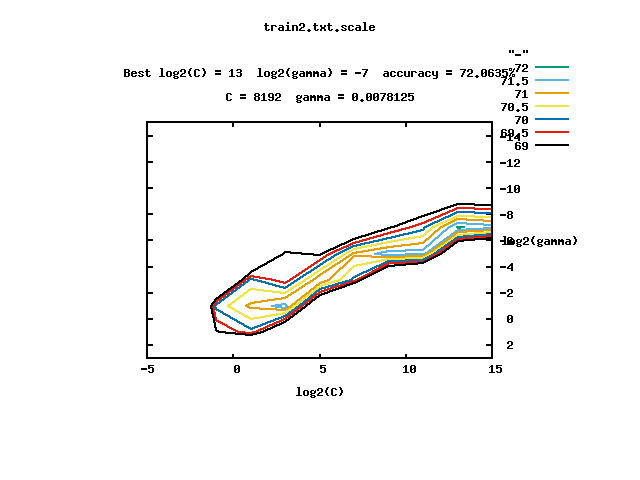 train2.txt.scale
"-"
Best log2(C) = 13  log2(gamma) = -7  accuracy = 72.0635%
72
71.5
C = 8192  gamma = 0.0078125
71
70.5
70
69.5
69
-14
-12
-10
-8
-6
log2(gamma)
-4
-2
0
2
-5 0 5 10 15
log2(C)